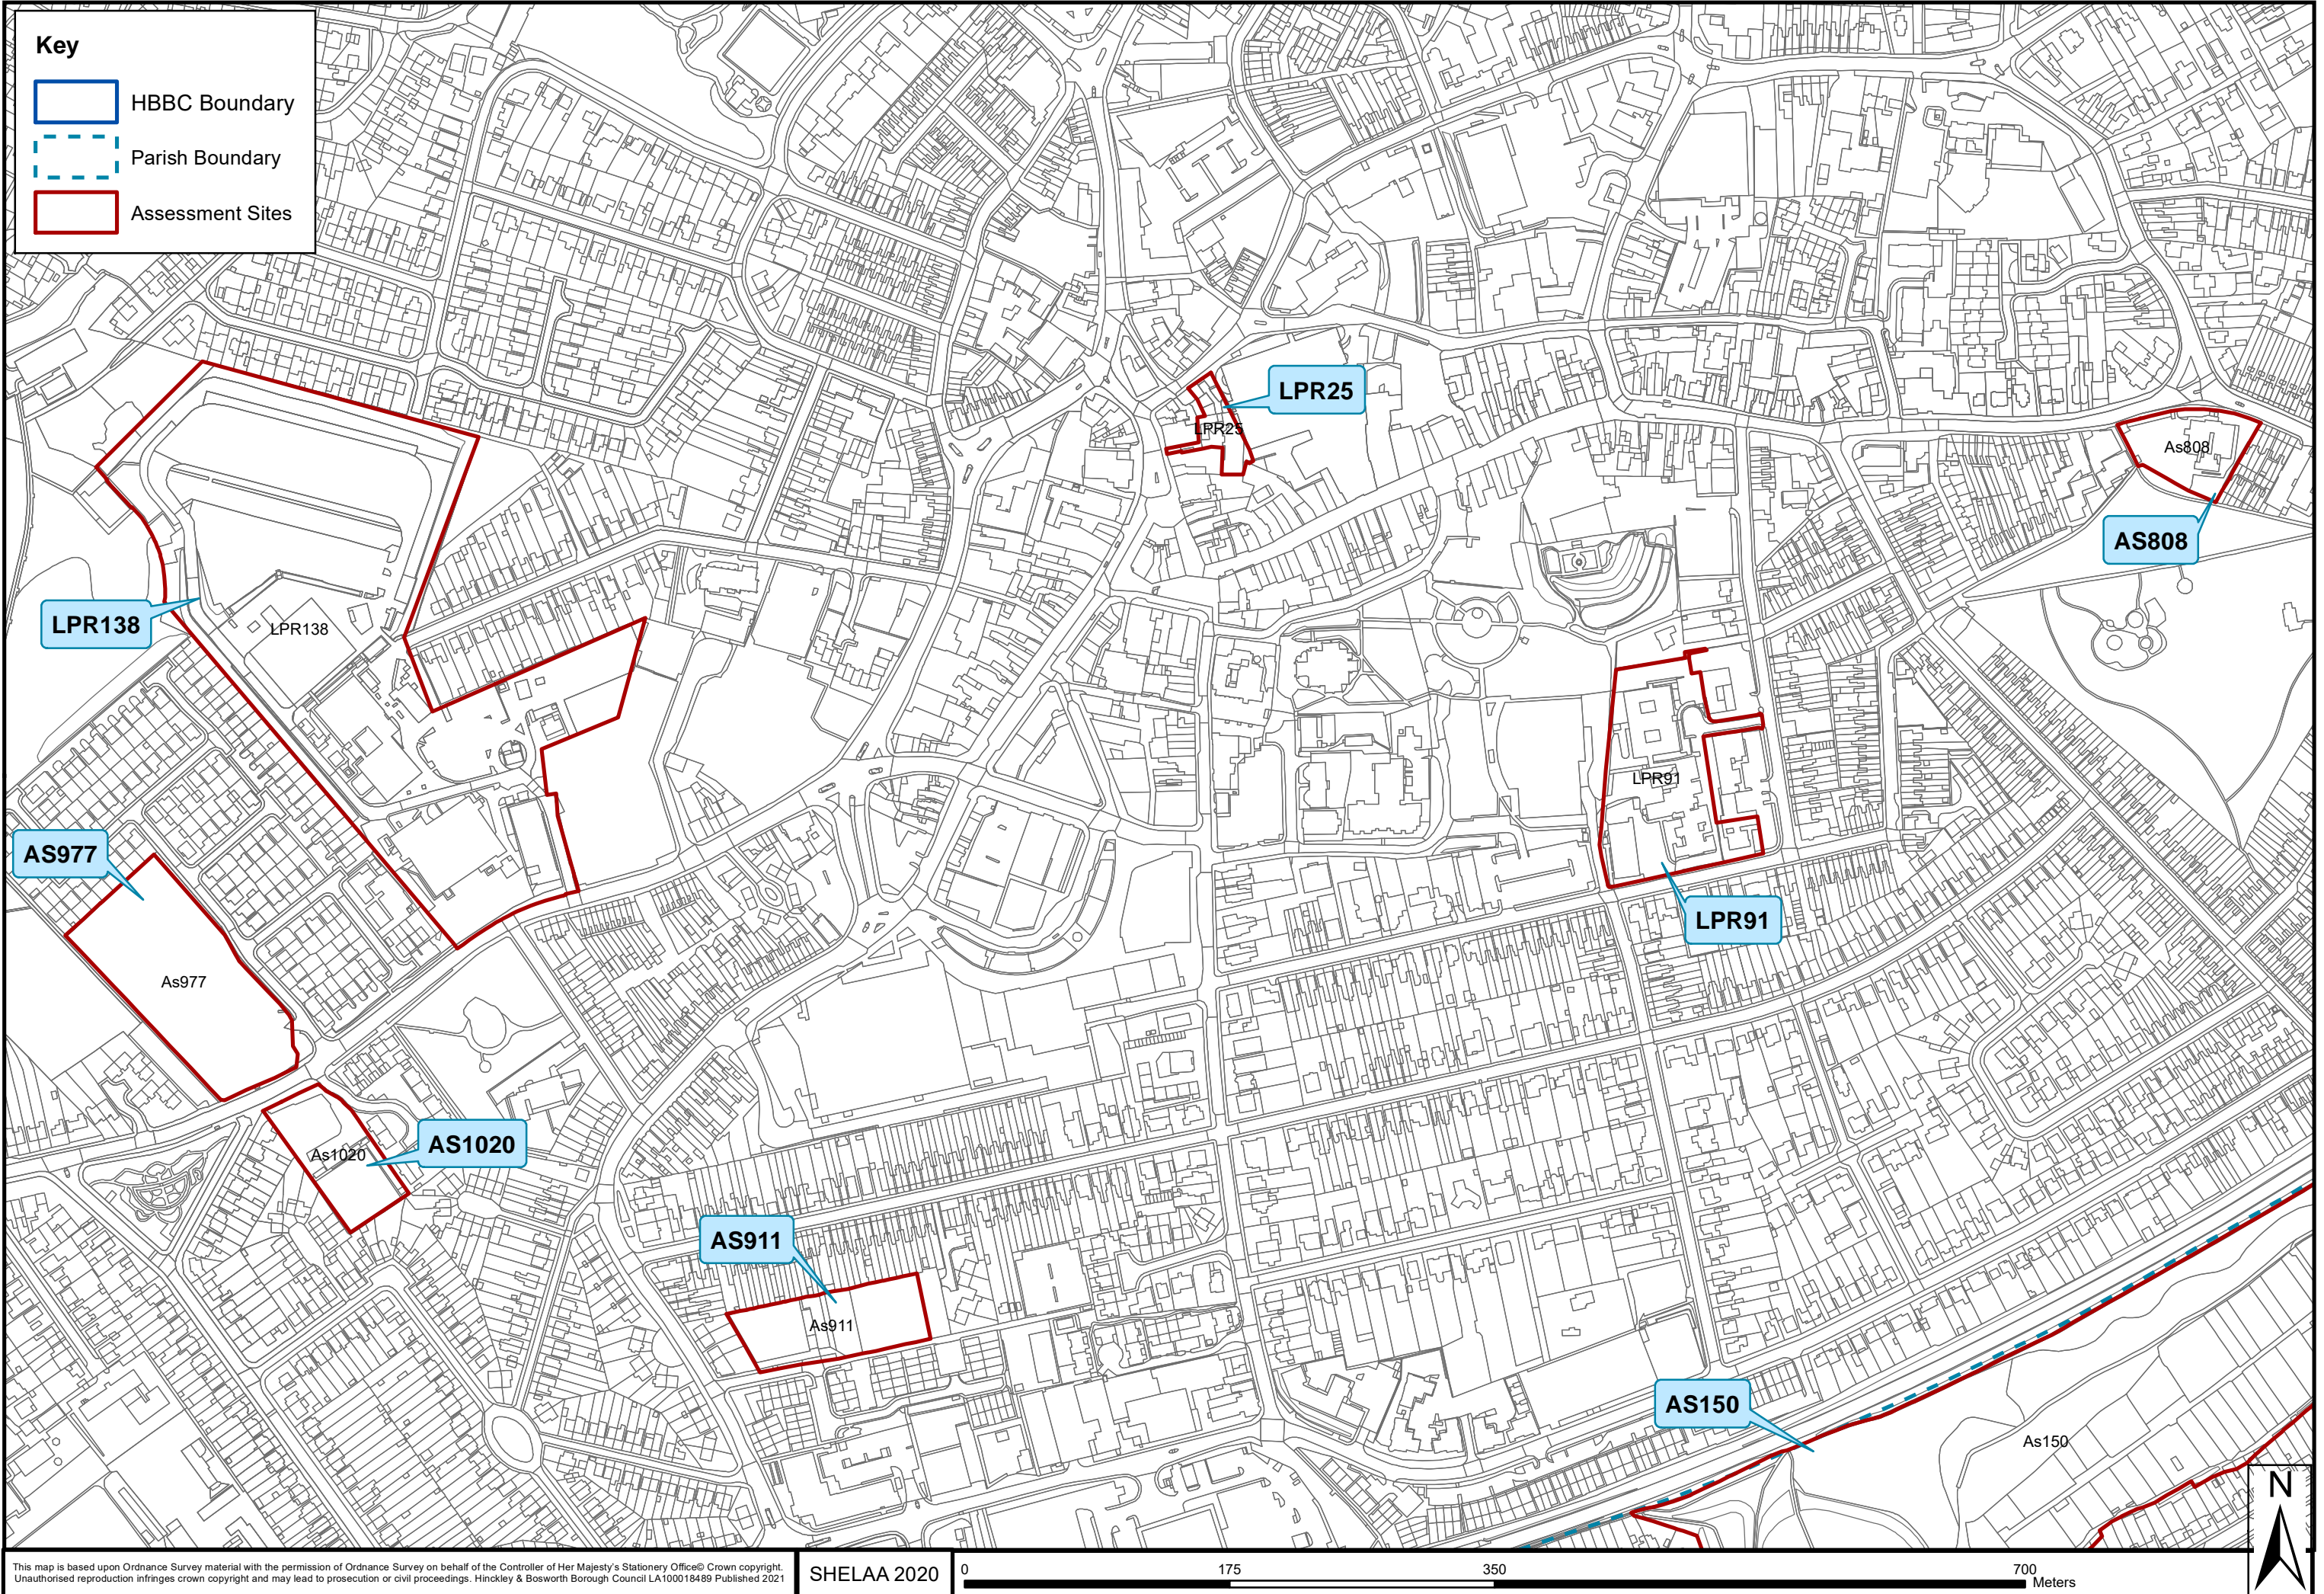 Key
HBBC Boundary
Parish Boundary
Assessment Sites
LPR25
LPR25
As808
AS808
LPR138
LPR138
LPR91
LPR91
AS977
As977
AS1020
As1020
AS911
As911
AS150
As150
N
This map is based upon Ordnance Survey material with the permission of Ordnance Survey on behalf of the Controller of Her Majesty's Stationery Office© Crown copyright.
Unauthorised reproduction infringes crown copyright and may lead to prosecution or civil proceedings. Hinckley & Bosworth Borough Council LA100018489 Published 2021
SHELAA 2020
0 175 350 700
Meters